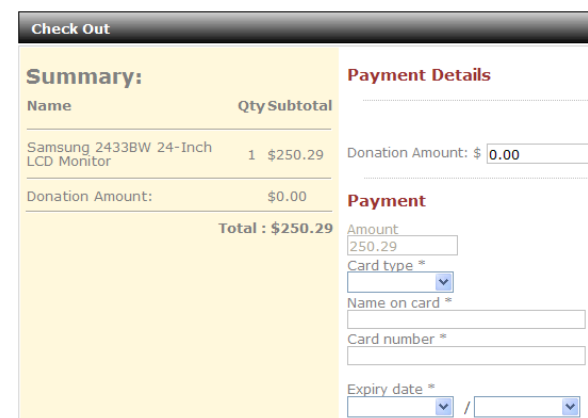 Check Out
Summary:
Name Qty Subtotal
Samsung 2433BW 24-Inch
LCD Monitor 1 $250.29
Donation Amount: $0.00
Total : $250.29
Payment Details
Donation Amount: $ 0.00
Payment
Amount
250.29
Card type *
Name on card *
Card number *
Expiry date *
/